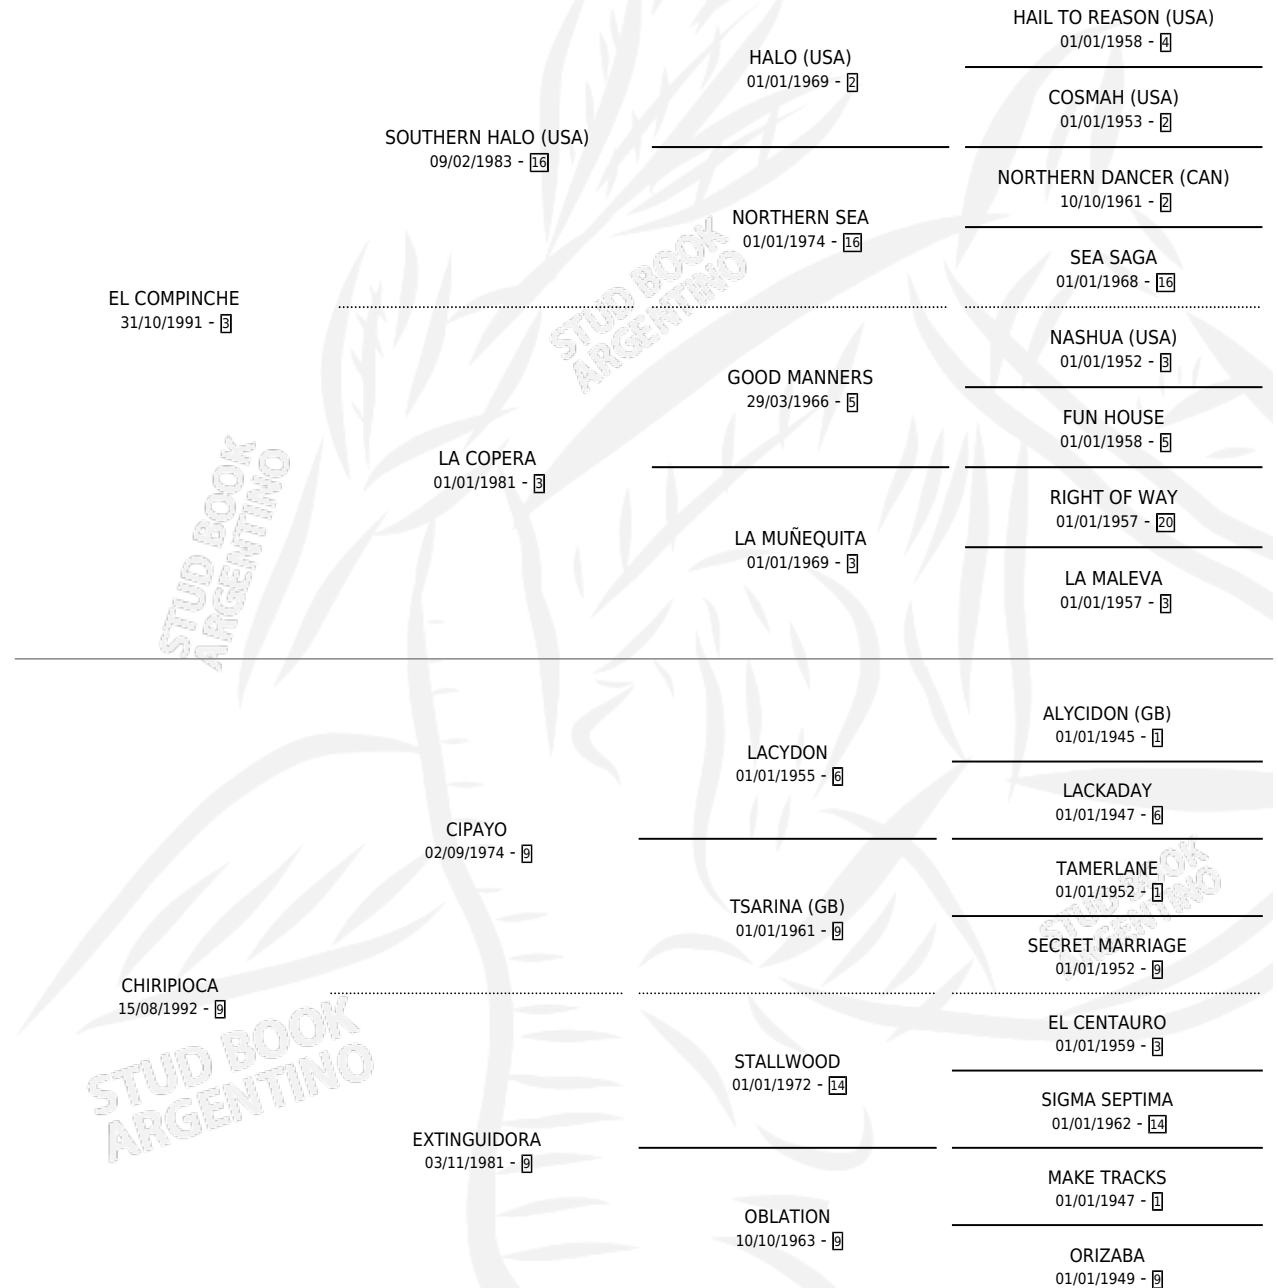 HAIL TO REASON (USA)
01/01/1958 - 4
HALO (USA)
01/01/1969 - 2
COSMAH (USA)
01/01/1953 - 2
SOUTHERN HALO (USA)
09/02/1983 - 16
NORTHERN DANCER (CAN)
10/10/1961 - 2
NORTHERN SEA
01/01/1974 - 16
SEA SAGA
01/01/1968 - 16
EL COMPINCHE
31/10/1991 - 3
NASHUA (USA)
01/01/1952 - 3
GOOD MANNERS
29/03/1966 - 5
FUN HOUSE
01/01/1958 - 5
LA COPERA
01/01/1981 - 3
RIGHT OF WAY
01/01/1957 - 20
LA MUÑEQUITA
01/01/1969 - 3
LA MALEVA
01/01/1957 - 3
ALYCIDON (GB)
01/01/1945 - 1
LACYDON
01/01/1955 - 6
LACKADAY
01/01/1947 - 6
CIPAYO
02/09/1974 - 9
TAMERLANE
01/01/1952 - 1
TSARINA (GB)
01/01/1961 - 9
SECRET MARRIAGE
01/01/1952 - 9
CHIRIPIOCA
15/08/1992 - 9
EL CENTAURO
01/01/1959 - 3
STALLWOOD
01/01/1972 - 14
SIGMA SEPTIMA
01/01/1962 - 14
EXTINGUIDORA
03/11/1981 - 9
MAKE TRACKS
01/01/1947 - 1
OBLATION
10/10/1963 - 9
ORIZABA
01/01/1949 - 9
STUD BOOK
ARGENTINO
STUD BOOK
ARGENTINO
STUD BOOK
ARGENTINO
STUD BOOK
ARGENTINO